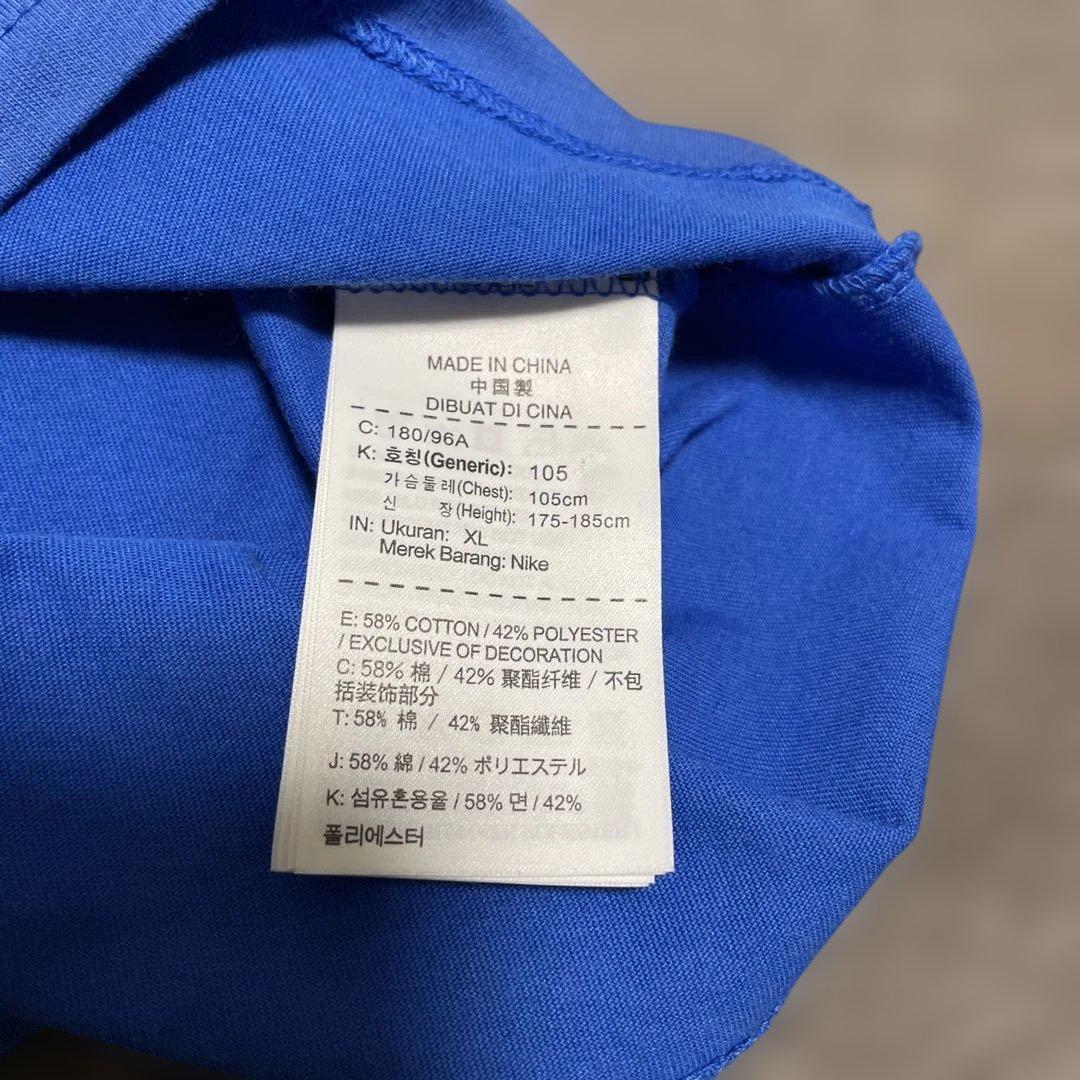 MADE IN CHINA
中国製
DIBUAT DI CINA
C: 180/96A
K: 호칭(Generic): 105
가슴둘레(Chest): 105cm
신 장(Height): 175-185cm
IN: Ukuran: XL
Merek Barang: Nike
E: 58% COTTON / 42% POLYESTER
/ EXCLUSIVE OF DECORATION
C: 58% 棉 / 42% 聚酯纤维 / 不包
括装饰部分
T: 58% 棉 / 42% 聚酯纖維
J: 58% 綿 / 42% ポリエステル
K: 섬유혼용율 / 58% 면 / 42%
폴리에스터